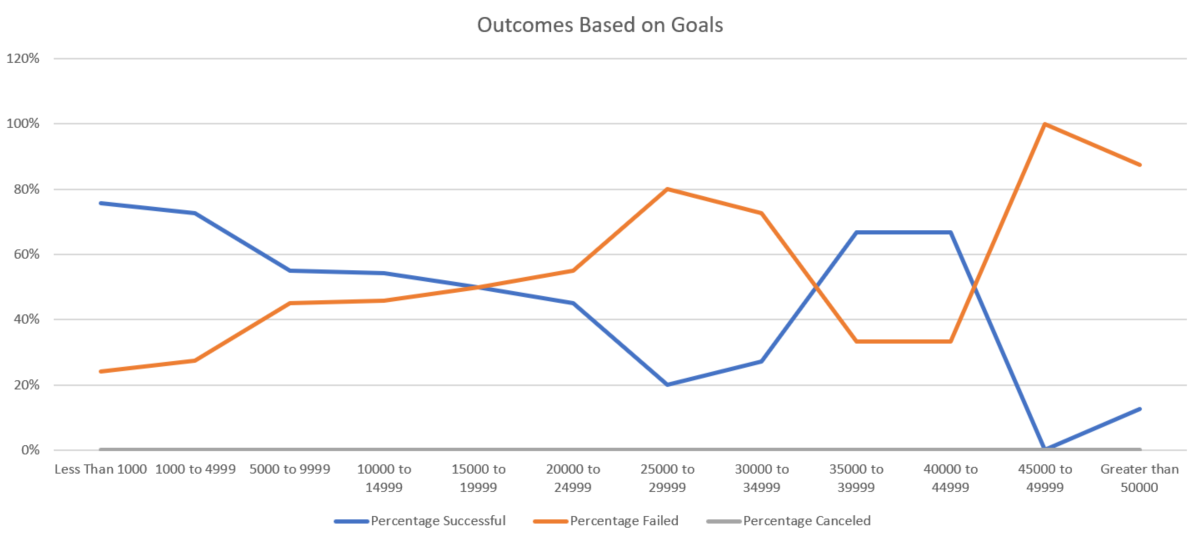 Outcomes Based on Goals
120%
100%
80%
60%
40%
20%
0%
Less Than 1000 1000 to 4999 5000 to 9999 10000 to 15000 to 20000 to 25000 to 30000 to 35000 to 40000 to 45000 to Greater than
14999 19999 24999 29999 34999 39999 44999 49999 50000
Percentage Successful Percentage Failed Percentage Canceled